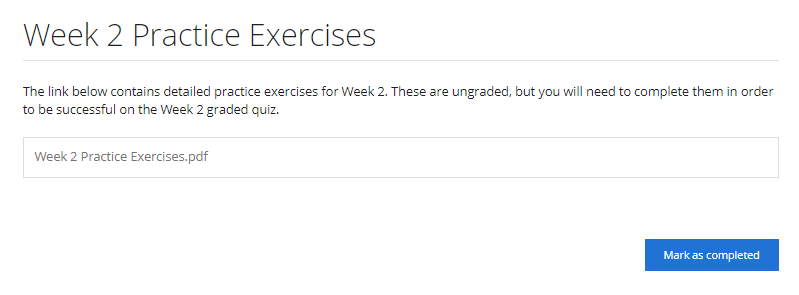 Week 2 Practice Exercises
The link below contains detailed practice exercises for Week 2. These are ungraded, but you will need to complete them in order
to be successful on the Week 2 graded quiz.
Week 2 Practice Exercises.pdf
Mark as completed